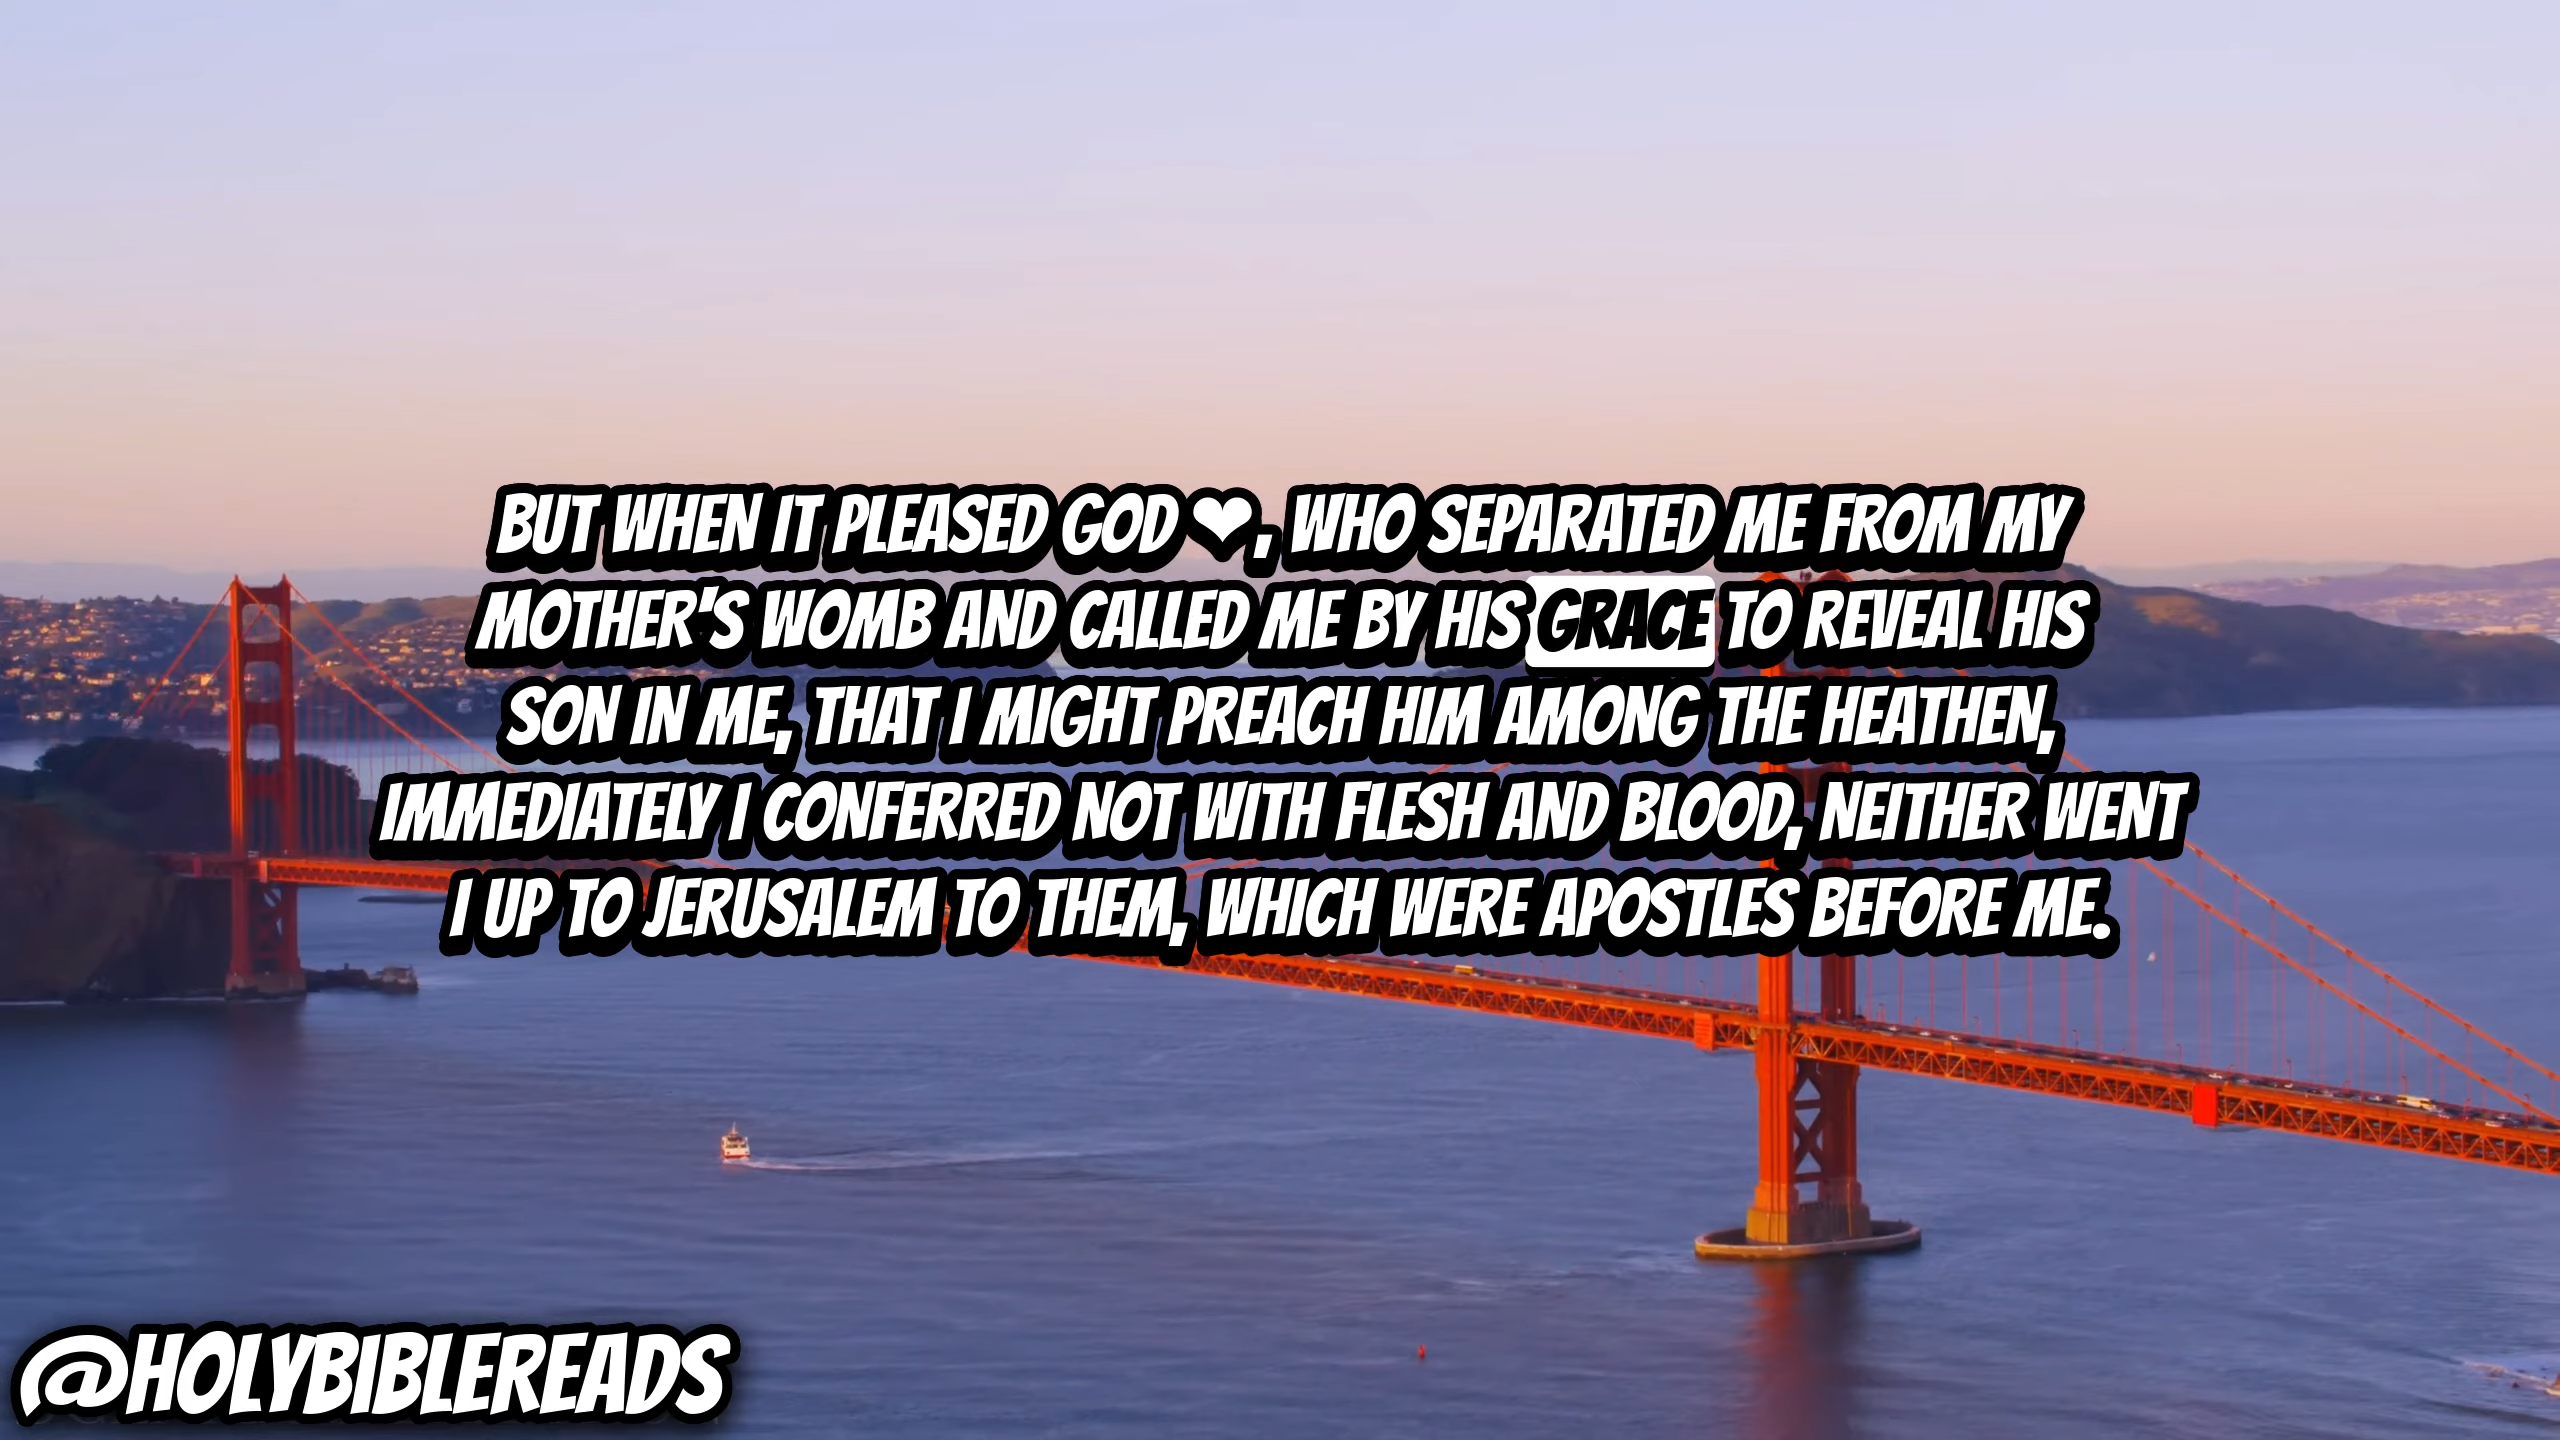 BUT WHEN IT PLEASED GOD ❤, WHO SEPARATED ME FROM MY
MOTHER'S WOMB AND CALLED ME BY HIS GRACE TO REVEAL HIS
SON IN ME, THAT I MIGHT PREACH HIM AMONG THE HEATHEN,
IMMEDIATELY I CONFERRED NOT WITH FLESH AND BLOOD, NEITHER WENT
I UP TO JERUSALEM TO THEM, WHICH WERE APOSTLES BEFORE ME.
@HOLYBIBLEREADS